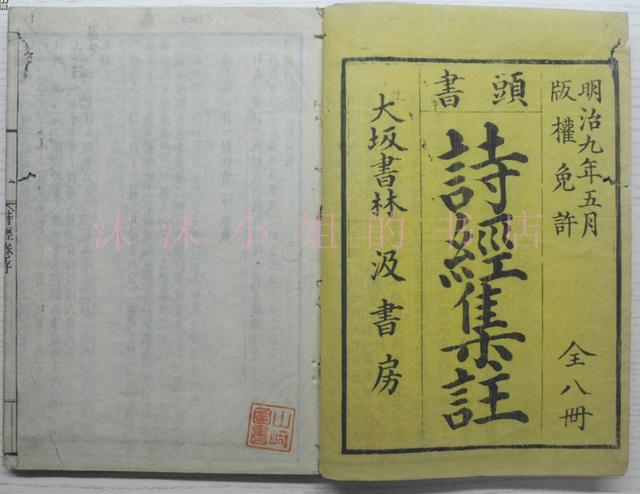 明治九年五月
版權免許
全八冊
頭書
詩經集註
大坂書林 汲書房
山崎圖書
沫沫小姐的书店